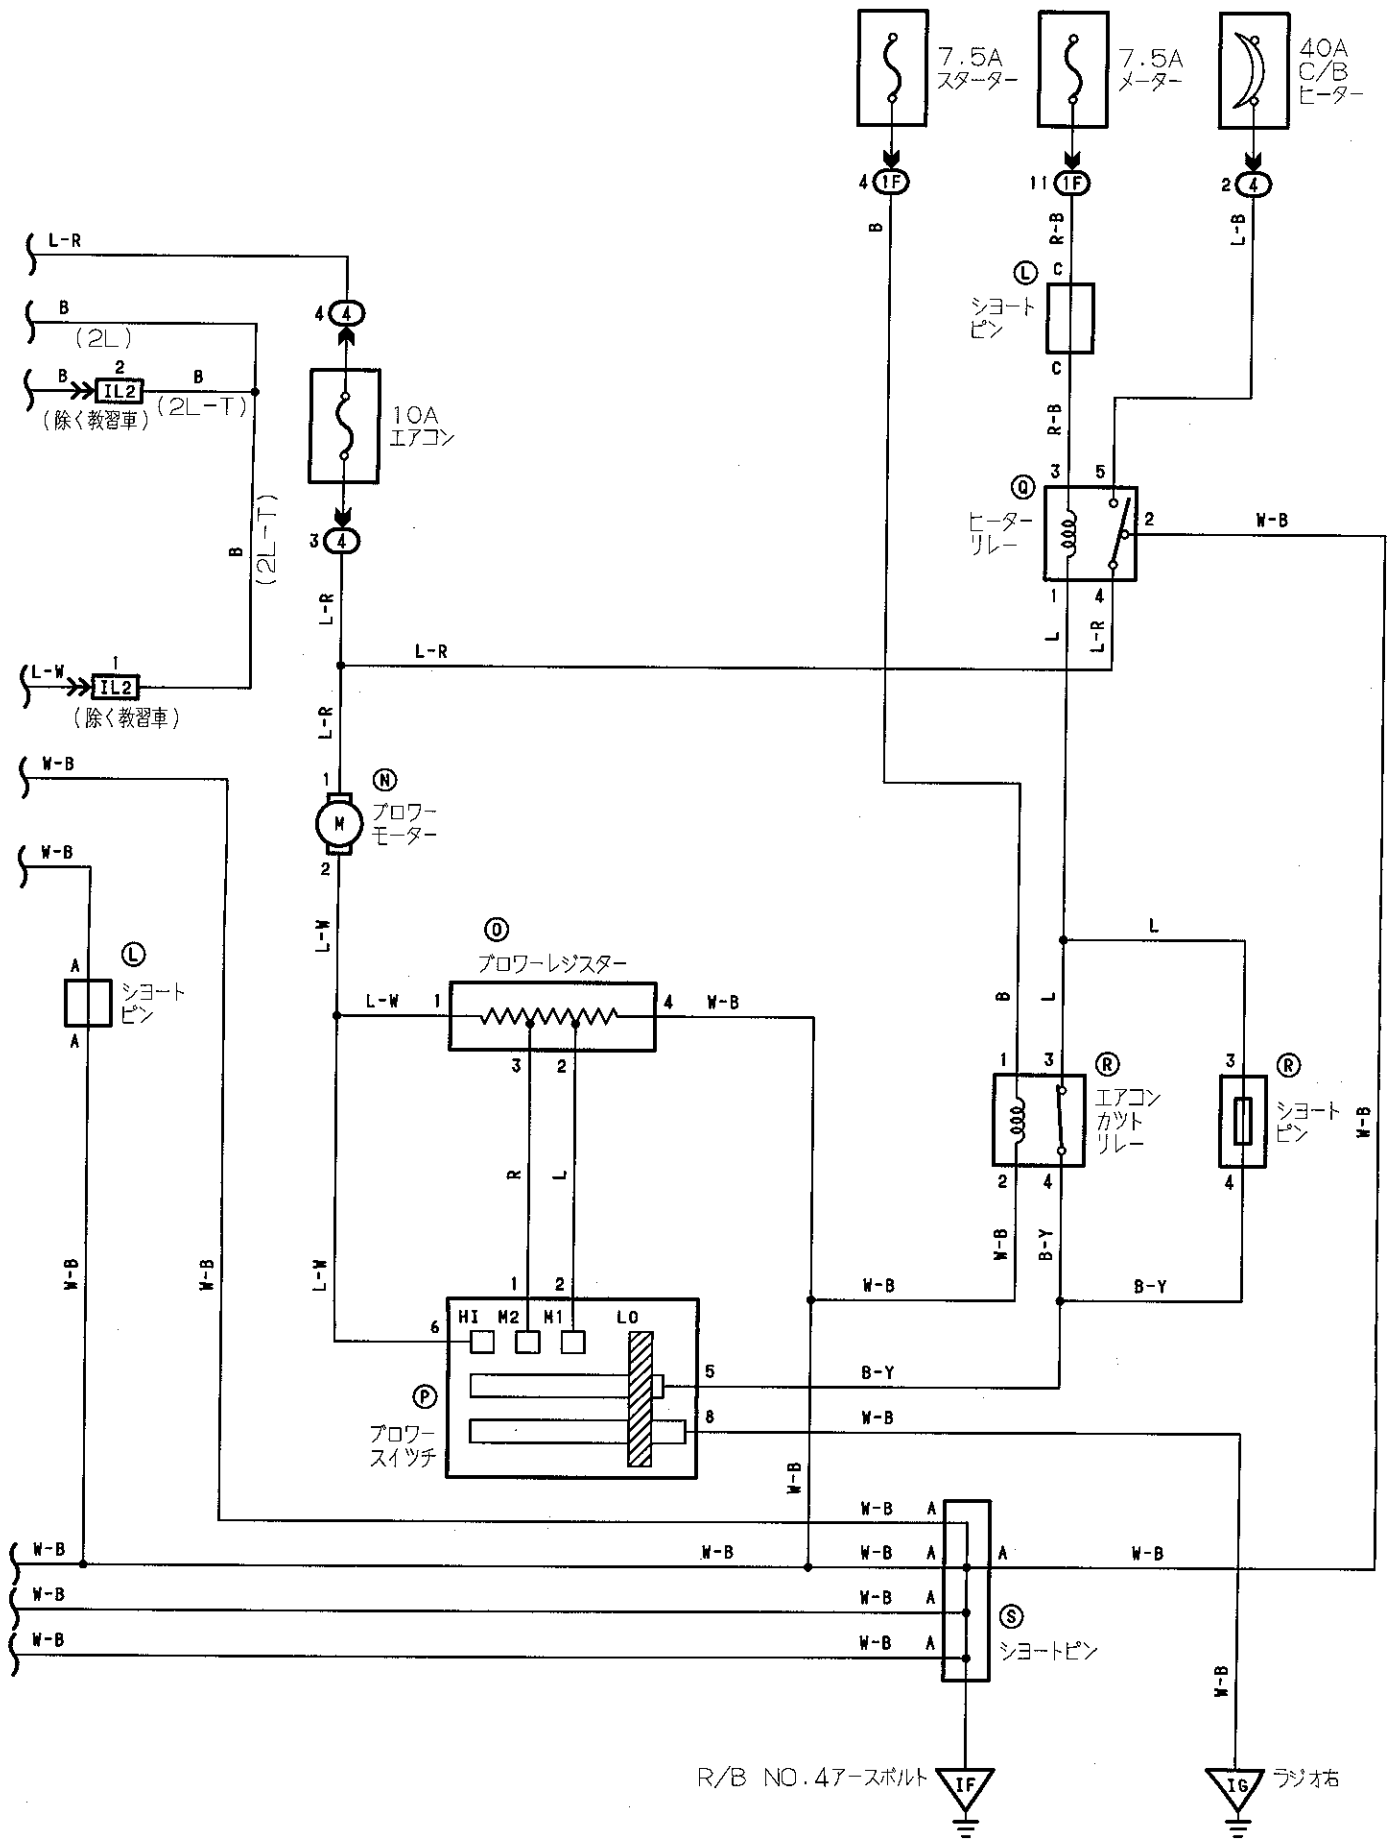 7.5A
スターター
7.5A
メーター
40A
C/B
ヒーター
4 1F
11 1F
2 4
B
R-B
L-B
L-R
L C
ショート
ピン
4 4
B
(2L)
C
2
B IL2 B
(2L-T)
(除く教習車)
10A
エアコン
R-B
3 5
Q
ヒーター
リレー
2
W-B
3 4
B
(2L-T)
1 4
L-R
L
L-R
L-R
1
L-W IL2
(除く教習車)
L-R
W-B
1 N
ブロワー
モーター
M
2
W-B
L-W
O
ブロワーレジスター
L
A
L
ショート
ピン
A
L-W 1 4 W-B
3 2
B
L
1 3 R
エアコン
カットリレー
3 R
ショート
ピン
W-B
R
L
2 4
4
W-B
W-B
L-W
W-B
B-Y
1 2
W-B
B-Y
6 HI M2 M1 LO
5 B-Y
P
ブロワー
スイッチ
8 W-B
W-B
W-B A
W-B W-B W-B A A W-B
W-B W-B A
S
ショートピン
W-B W-B A
W-B
R/B NO.4アースボルト IF
IG ラジオ右